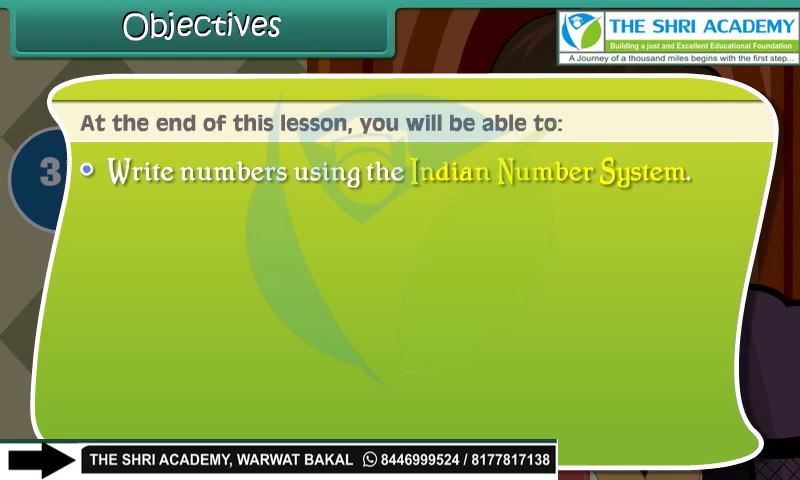 Objectives
THE SHRI ACADEMY
Building a just and Excellent Educational Foundation
A Journey of a thousand miles begins with the first step...
At the end of this lesson, you will be able to:
3
Write numbers using the Indian Number System.
THE SHRI ACADEMY, WARWAT BAKAL 8446999524 / 8177817138